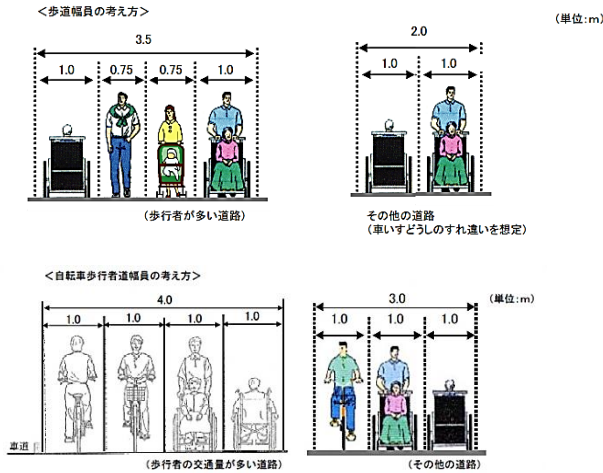 ＜歩道幅員の考え方＞
（単位：m）
3.5
1.0 0.75 0.75 1.0
（歩行者が多い道路）
2.0
1.0 1.0
その他の道路
（車いすどうしのすれ違いを想定）
＜自転車歩行者道幅員の考え方＞
4.0
1.0 1.0 1.0 1.0
車道
（歩行者の交通量が多い道路）
3.0
（単位：m）
1.0 1.0 1.0
（その他の道路）